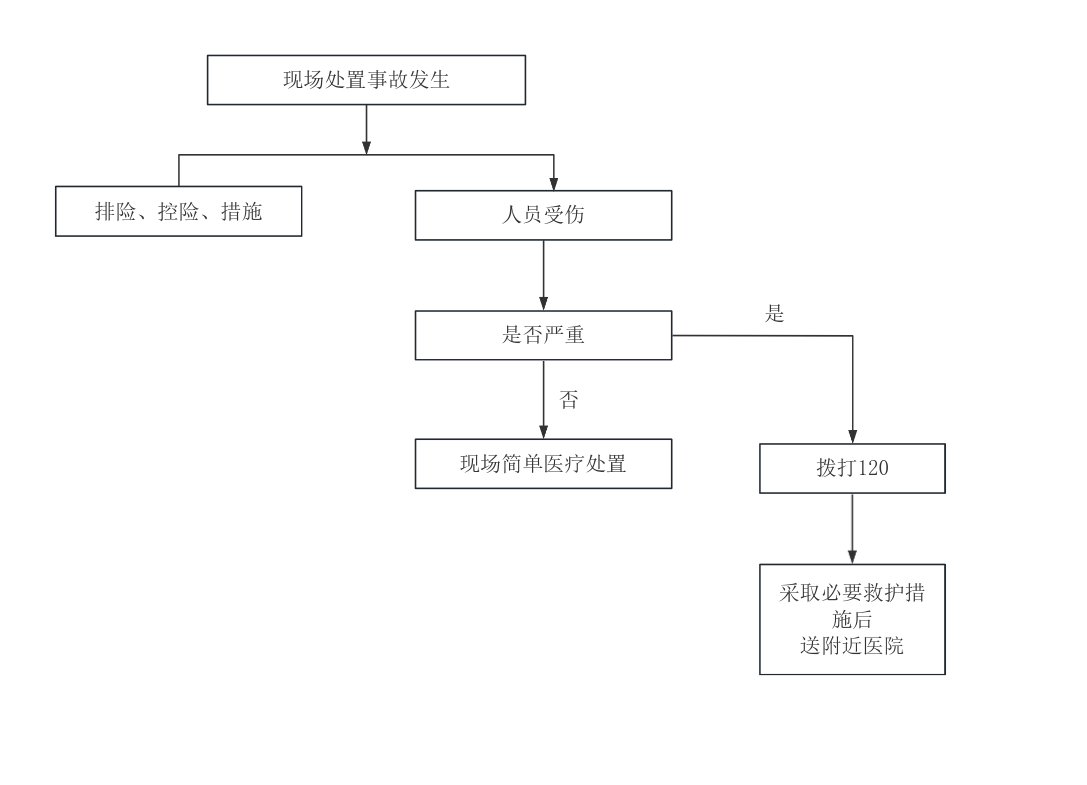 现场处置事故发生
排险、控险、措施
人员受伤
是否严重
是
否
现场简单医疗处置
拨打120
采取必要救护措
施后
送附近医院